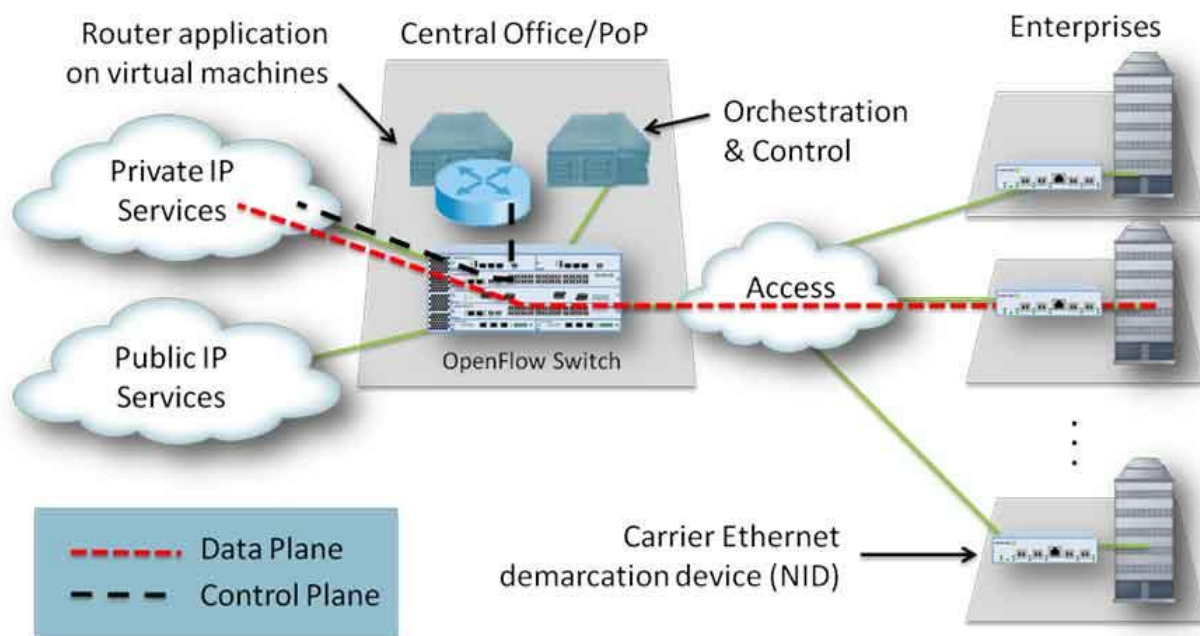 Router application
on virtual machines
Central Office/PoP
Enterprises
Orchestration
& Control
Private IP
Services
Access
Public IP
Services
OpenFlow Switch
Data Plane
Control Plane
Carrier Ethernet
demarcation device (NID)